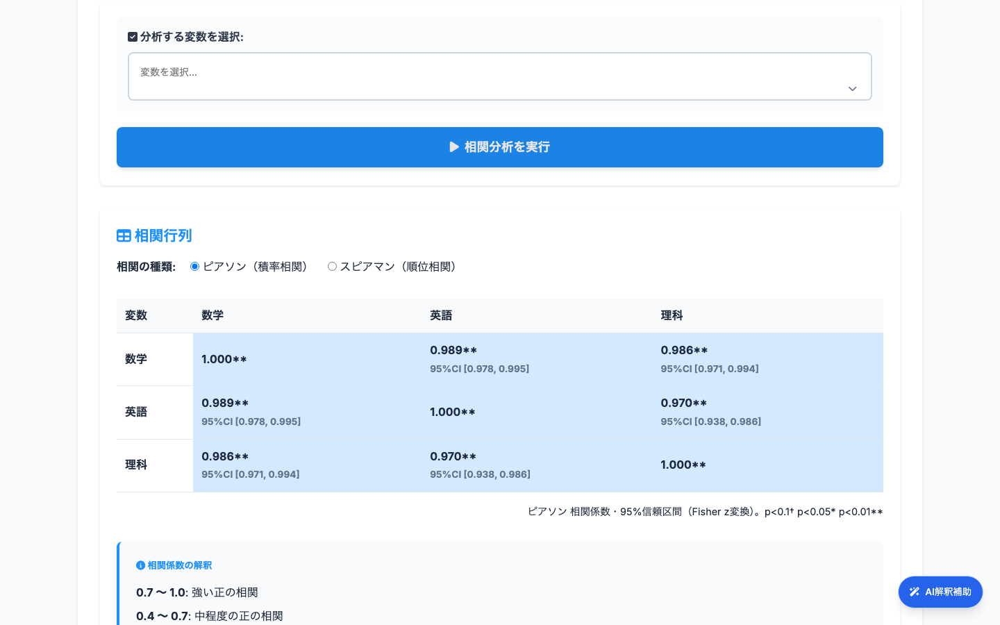 分析する変数を選択:
変数を選択...
相関分析を実行
相関行列
相関の種類: ピアソン（積率相関） スピアマン（順位相関）
変数 数学 英語 理科
数学 1.000** 0.989** 95%CI [0.978, 0.995] 0.986** 95%CI [0.971, 0.994]
英語 0.989** 95%CI [0.978, 0.995] 1.000** 0.970** 95%CI [0.938, 0.986]
理科 0.986** 95%CI [0.971, 0.994] 0.970** 95%CI [0.938, 0.986] 1.000**
ピアソン 相関係数・95%信頼区間（Fisher z変換）。p<0.1† p<0.05* p<0.01**
相関係数の解釈
0.7 〜 1.0: 強い正の相関
0.4 〜 0.7: 中程度の正の相関
AI解釈補助